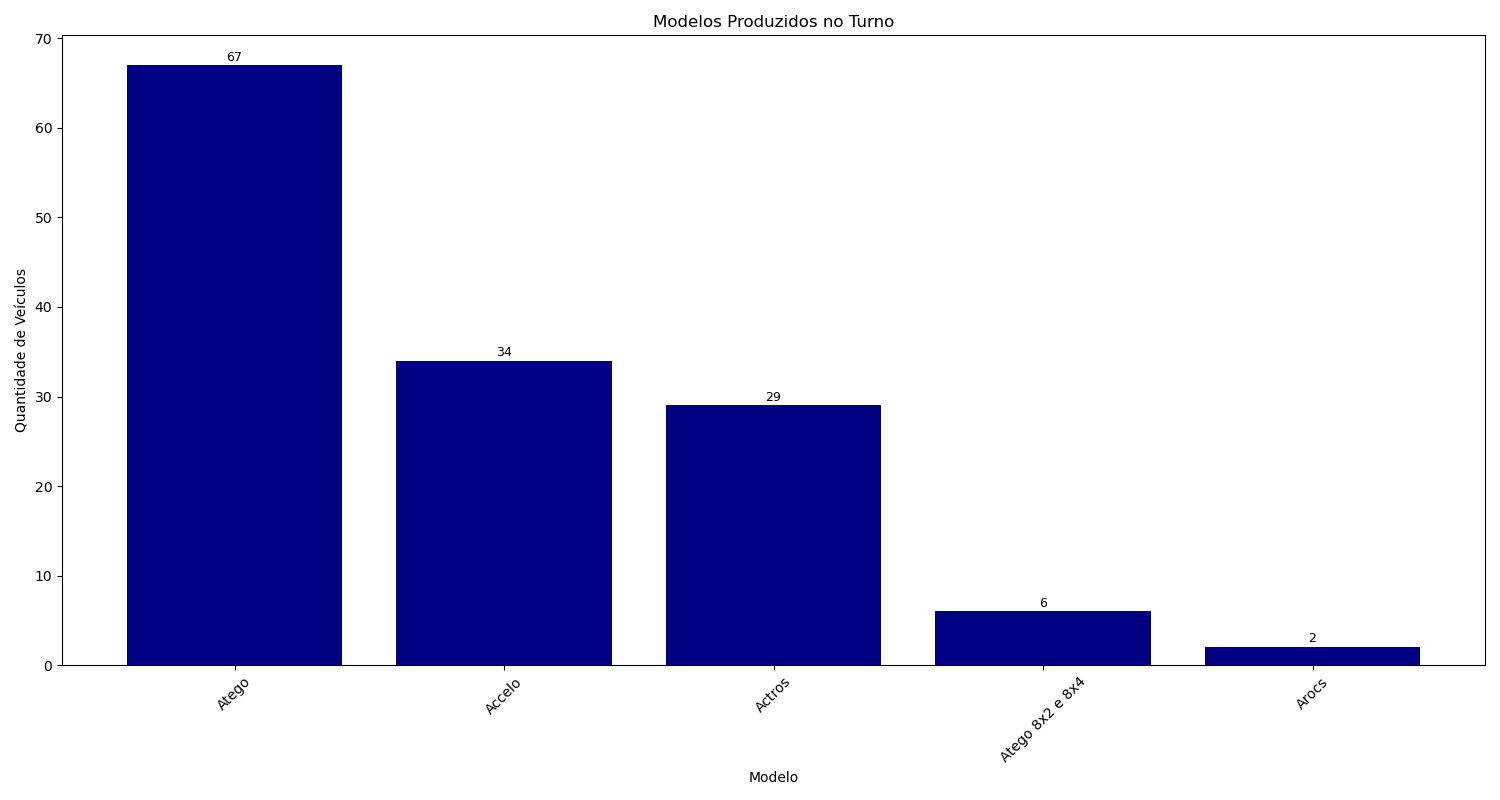 Modelos Produzidos no Turno
70
60
50
40
30
20
10
0
Quantidade de Veículos
67
34
29
6
2
Atego
Accelo
Actros
Atego 8x2 e 8x4
Arocs
Modelo